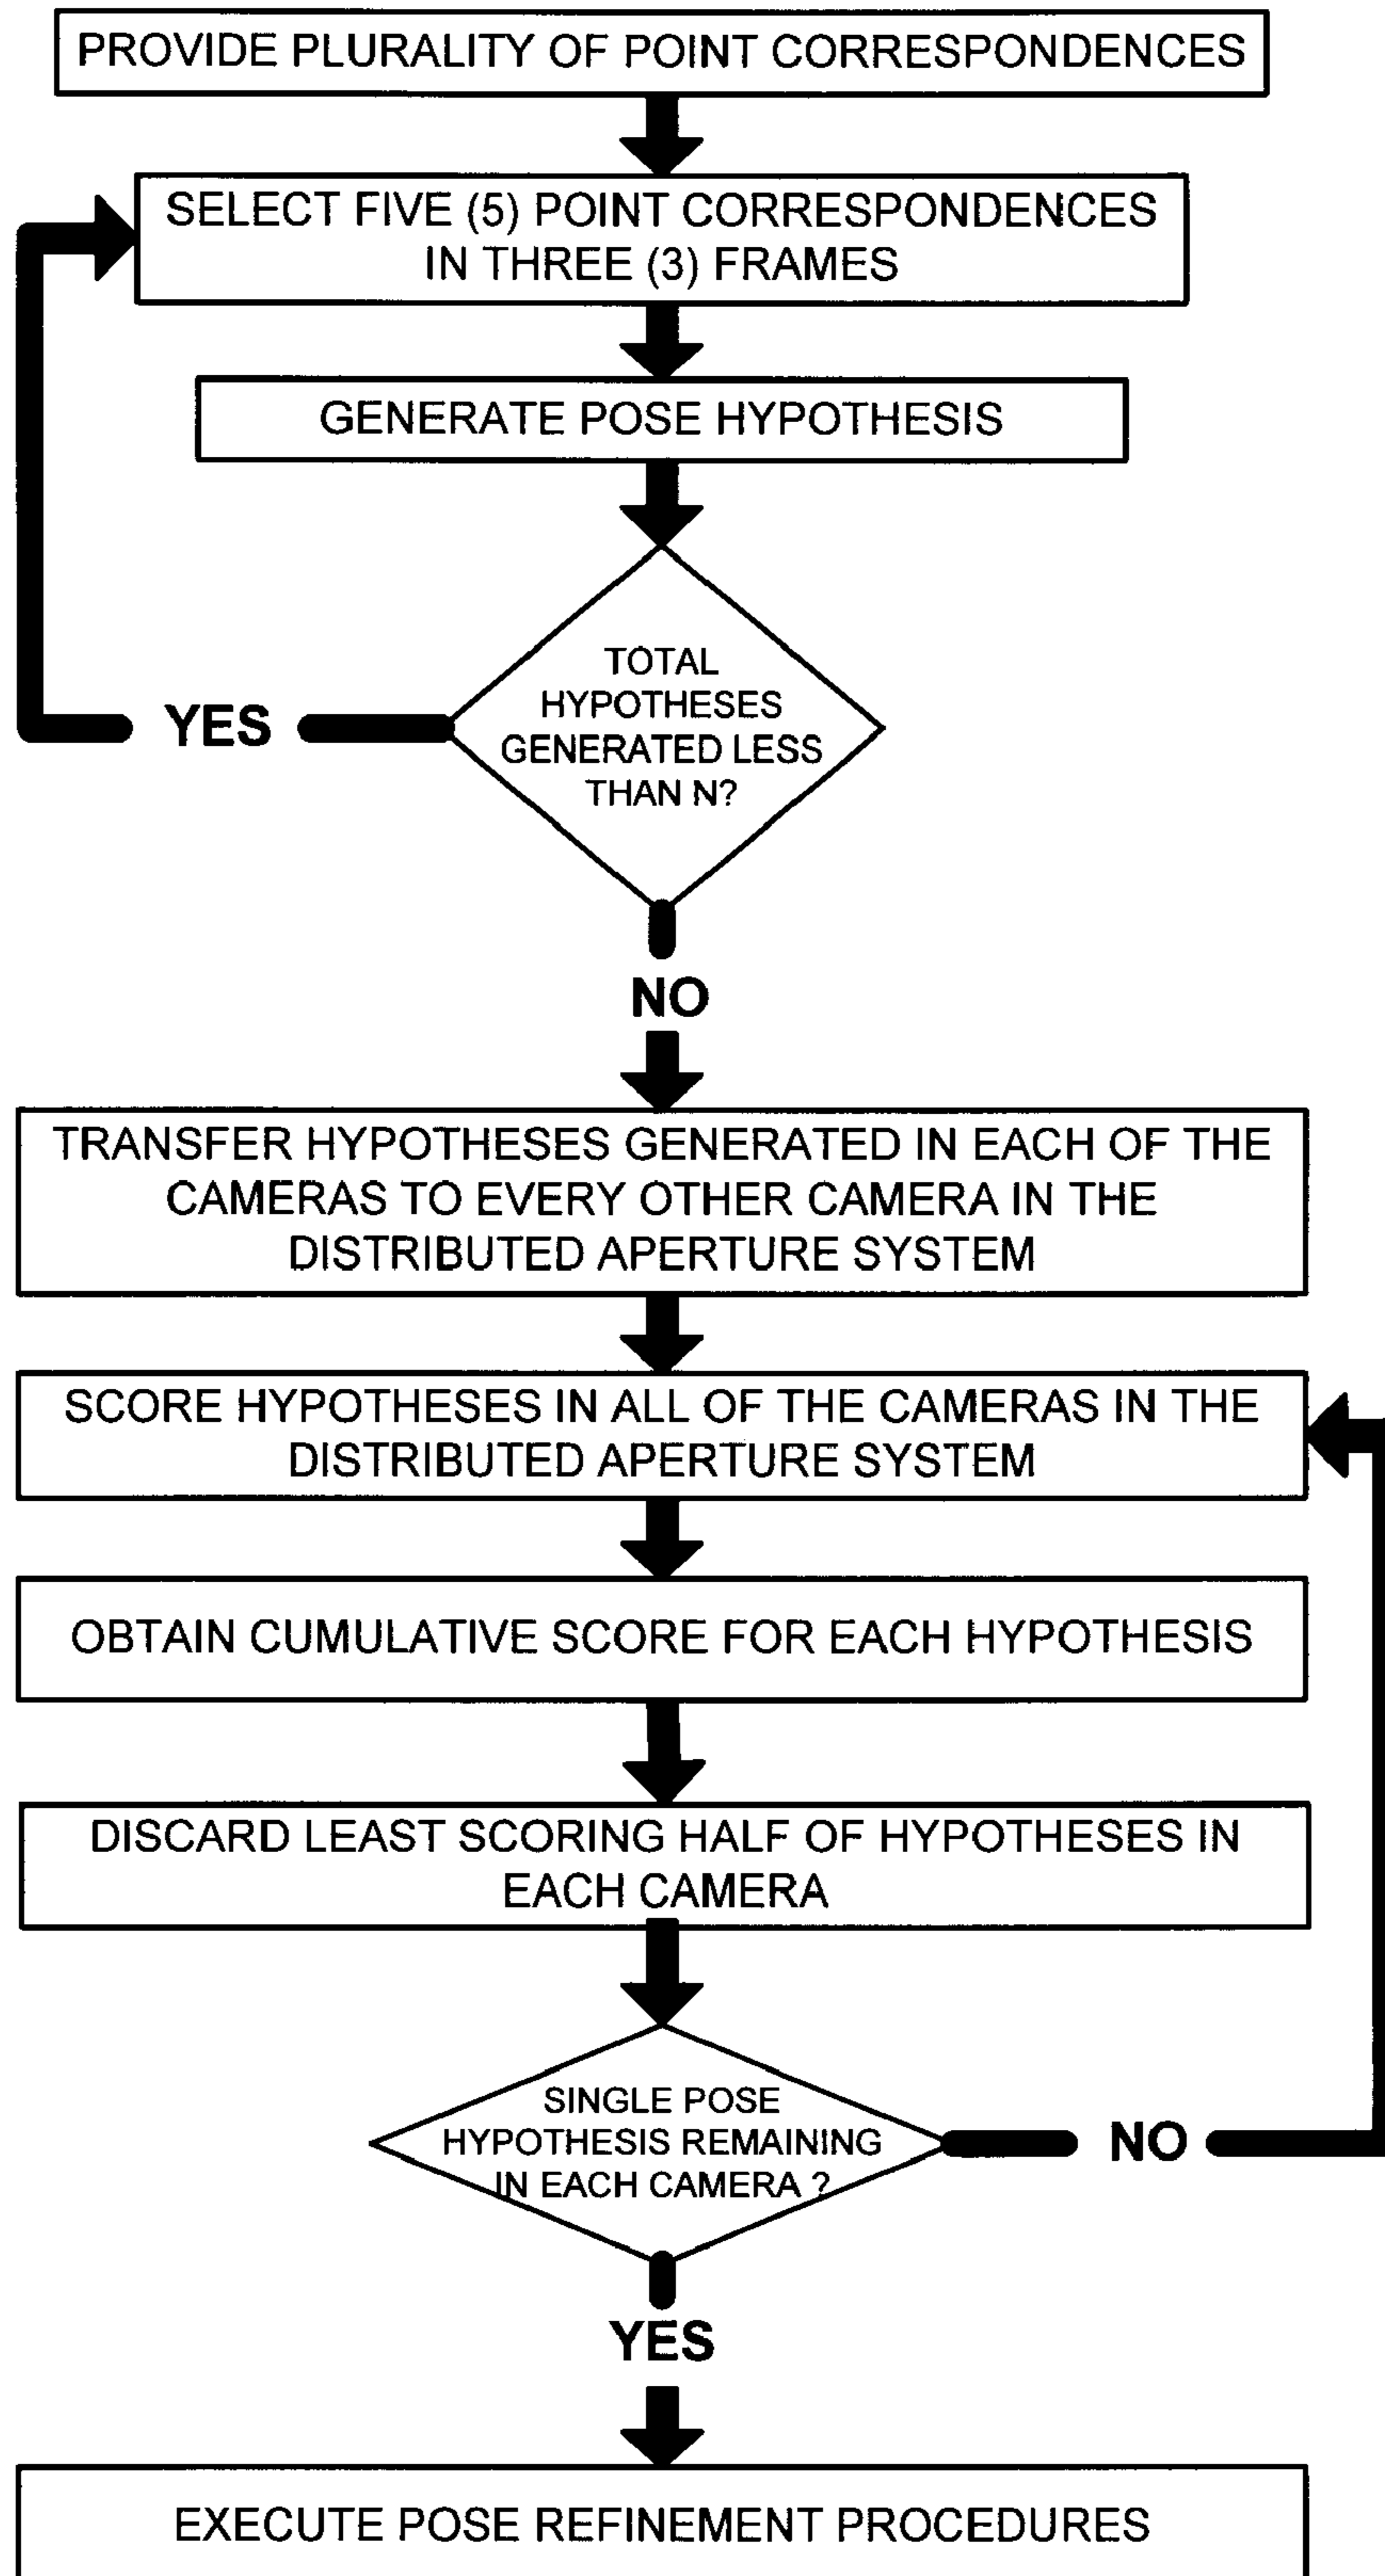 PROVIDE PLURALITY OF POINT CORRESPONDENCES
SELECT FIVE (5) POINT CORRESPONDENCES
IN THREE (3) FRAMES
GENERATE POSE HYPOTHESIS
TOTAL
HYPOTHESES
GENERATED LESS
THAN N?
YES
NO
TRANSFER HYPOTHESES GENERATED IN EACH OF THE
CAMERAS TO EVERY OTHER CAMERA IN THE
DISTRIBUTED APERTURE SYSTEM
SCORE HYPOTHESES IN ALL OF THE CAMERAS IN THE
DISTRIBUTED APERTURE SYSTEM
OBTAIN CUMULATIVE SCORE FOR EACH HYPOTHESIS
DISCARD LEAST SCORING HALF OF HYPOTHESES IN
EACH CAMERA
SINGLE POSE
HYPOTHESIS REMAINING
IN EACH CAMERA ?
NO
YES
EXECUTE POSE REFINEMENT PROCEDURES